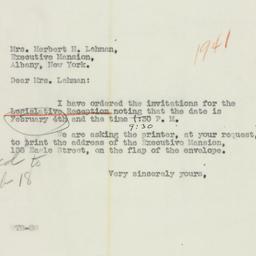 1941
Mrs. Herbert H. Lehman,
Executive Mansion,
Albany, New York.
Dear Mrs. Lehman:
I have ordered the invitations for the
Legislative Reception noting that the date is
February 4th and the time (:30 P. M.
9:30
We are asking the printer, at your request,
to print the address of the Executive Mansion,
138 Eagle Street, on the flap of the envelope.
to
18
Very sincerely yours,